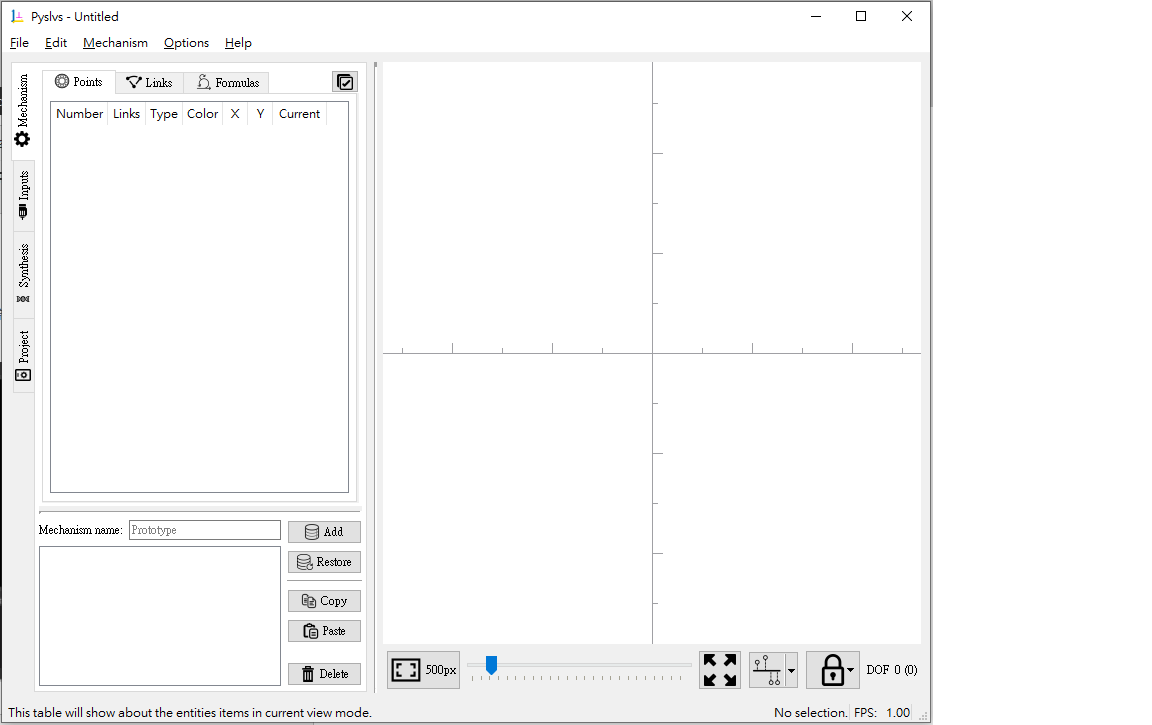 Pyslvs - Untitled
File Edit Mechanism Options Help
Mechanism
Inputs
Synthesis
Project
Points Links Formulas
Number Links Type Color X Y Current
Mechanism name: Prototype
Add
Restore
Copy
Paste
Delete
500px
DOF 0 (0)
This table will show about the entities items in current view mode.
No selection. FPS: 1.00